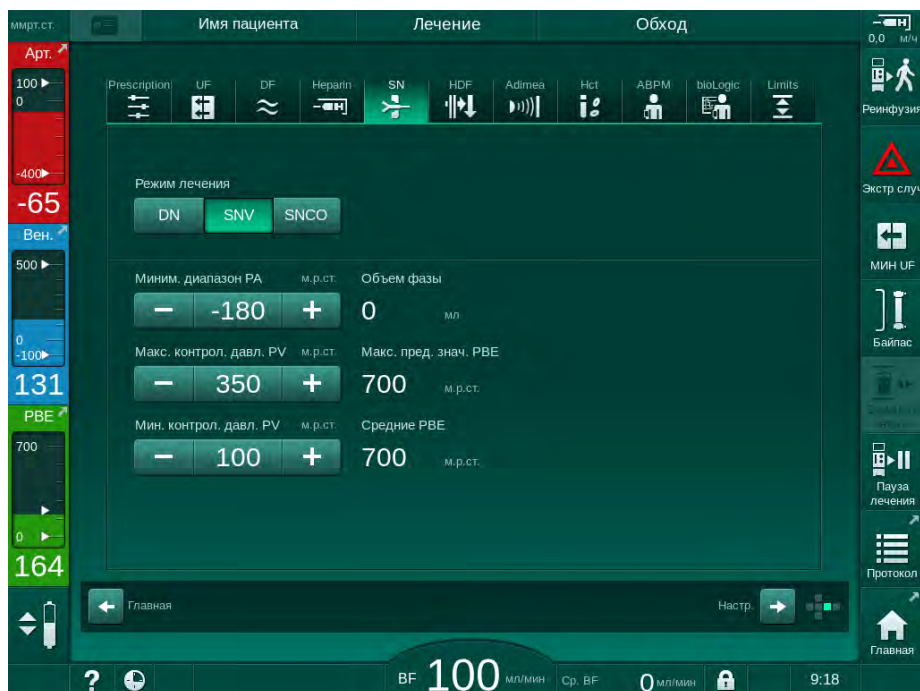 ммрт.ст.
Имя пациента
Лечение
Обход
0,0 м/ч
Арт.
100
0
-400
-65
Вен.
500
0
-100
131
PBE
700
0
164
Prescription
UF
DF
Heparin
SN
HDF
Adimea
Hct
ABPM
bioLogic
Limits
Режим лечения
DN
SNV
SNCO
Миним. диапазон PA м.р.ст.
Объем фазы
− -180 +
0 мл
Макс. контрол. давл. PV м.р.ст.
Макс. пред. знач. PBE
− 350 +
700 м.р.ст.
Мин. контрол. давл. PV м.р.ст.
Средние PBE
− 100 +
700 м.р.ст.
Главная
Настр.
Реинфузия
Экстр случ
МИН UF
Байпас
Пауза
лечения
Протокол
Главная
?
BF 100 мл/мин
Ср. BF 0 мл/мин
9:18